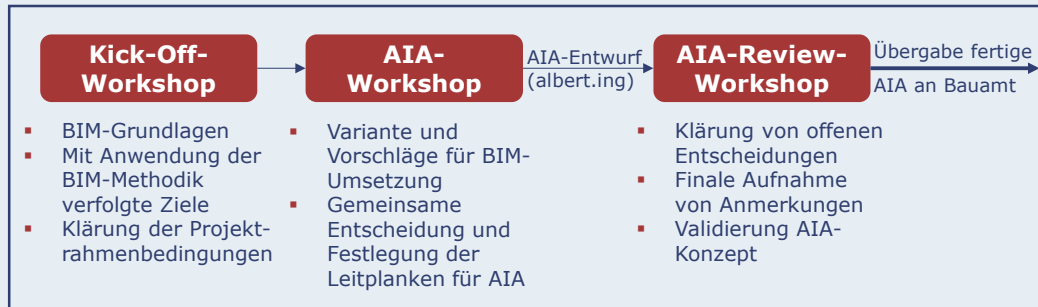 Kick-Off-
Workshop
▪ BIM-Grundlagen
▪ Mit Anwendung der
BIM-Methodik
verfolgte Ziele
▪ Klärung der Projekt-
rahmenbedingungen
AIA-
Workshop
▪ Variante und
Vorschläge für BIM-
Umsetzung
▪ Gemeinsame
Entscheidung und
Festlegung der
Leitplanken für AIA
AIA-Entwurf
(albert.ing)
AIA-Review-
Workshop
▪ Klärung von offenen
Entscheidungen
▪ Finale Aufnahme
von Anmerkungen
▪ Validierung AIA-
Konzept
Übergabe fertige
AIA an Bauamt